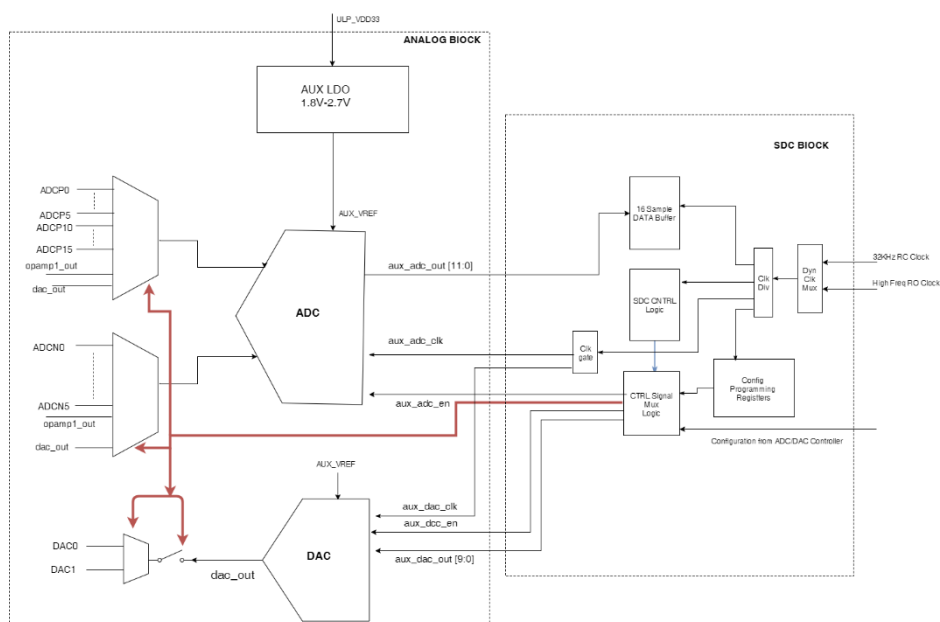 ULP_VDD33
ANALOG BLOCK
AUX LDO
1.8V-2.7V
SDC BLOCK
ADCP0
ADCP5
ADCP10
ADCP15
opamp1_out
dac_out
AUX_VREF
ADC
aux_adc_out [11:0]
16 Sample
DATA Buffer
SDC CNTRL
Logic
Clk
Div
Dyn
Clk
Mux
32KHz RC Clock
High Freq RO Clock
ADCN0
ADCN5
opamp1_out
dac_out
aux_adc_clk
aux_adc_en
Clk
gate
CTRL Signal
Mux
Logic
Config
Programming
Registers
Configuration from ADC/DAC Controller
AUX_VREF
DAC0
DAC1
dac_out
DAC
aux_dac_clk
aux_dcc_en
aux_dac_out [9:0]